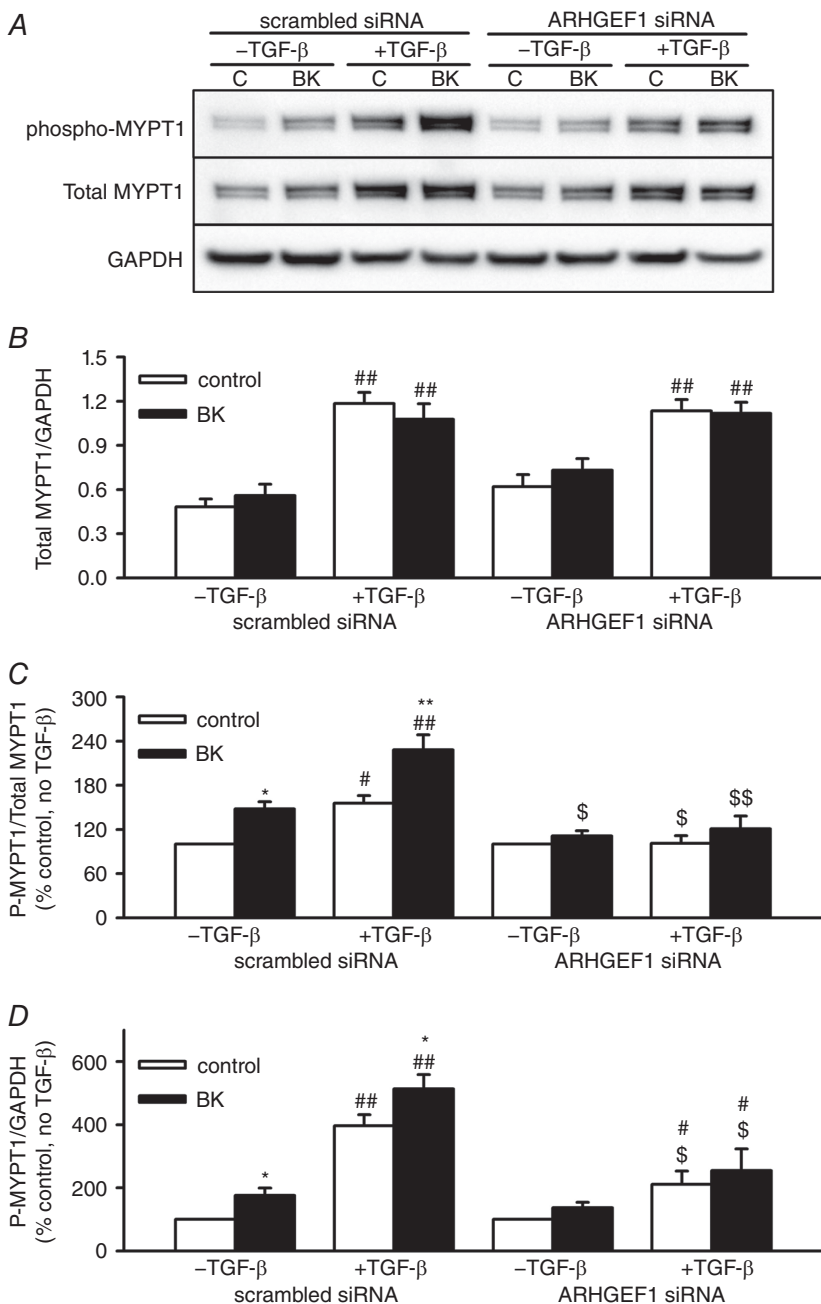 A
scrambled siRNA ARHGEF1 siRNA
–TGF-β +TGF-β –TGF-β +TGF-β
C BK C BK C BK C BK
phospho-MYPT1
Total MYPT1
GAPDH
B
Total MYPT1/GAPDH
1.5
1.2
0.9
0.6
0.3
0.0
control
BK
## ## ## ##
–TGF-β +TGF-β –TGF-β +TGF-β
scrambled siRNA ARHGEF1 siRNA
C
P-MYPT1/Total MYPT1
(% control, no TGF-β)
300
240
180
120
60
0
control
BK
*
#
**
##
$
$
$$
–TGF-β +TGF-β –TGF-β +TGF-β
scrambled siRNA ARHGEF1 siRNA
D
P-MYPT1/GAPDH
(% control, no TGF-β)
600
400
200
0
control
BK
*
##
*
##
#
$
#
$
–TGF-β +TGF-β –TGF-β +TGF-β
scrambled siRNA ARHGEF1 siRNA